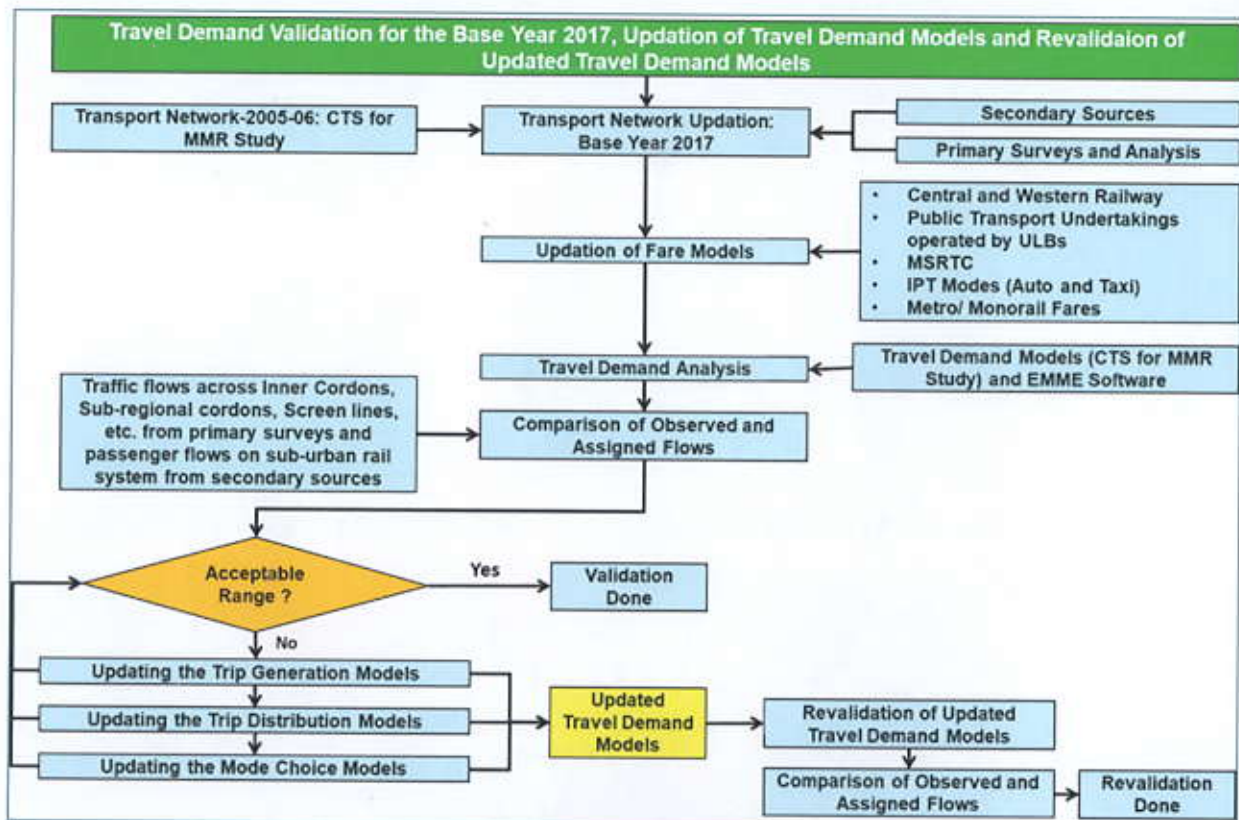 Travel Demand Validation for the Base Year 2017, Updation of Travel Demand Models and Revalidaion of
Updated Travel Demand Models
Transport Network-2005-06: CTS for
MMR Study
Transport Network Updation:
Base Year 2017
Secondary Sources
Primary Surveys and Analysis
Updation of Fare Models
• Central and Western Railway
• Public Transport Undertakings
operated by ULBs
• MSRTC
• IPT Modes (Auto and Taxi)
• Metro/ Monorail Fares
Travel Demand Analysis
Travel Demand Models (CTS for MMR
Study) and EMME Software
Traffic flows across Inner Cordons,
Sub-regional cordons, Screen lines,
etc. from primary surveys and
passenger flows on sub-urban rail
system from secondary sources
Comparison of Observed and
Assigned Flows
Acceptable
Range ?
Yes
Validation
Done
No
Updating the Trip Generation Models
Updating the Trip Distribution Models
Updating the Mode Choice Models
Updated
Travel Demand
Models
Revalidation of Updated
Travel Demand Models
Comparison of Observed and
Assigned Flows
Revalidation
Done